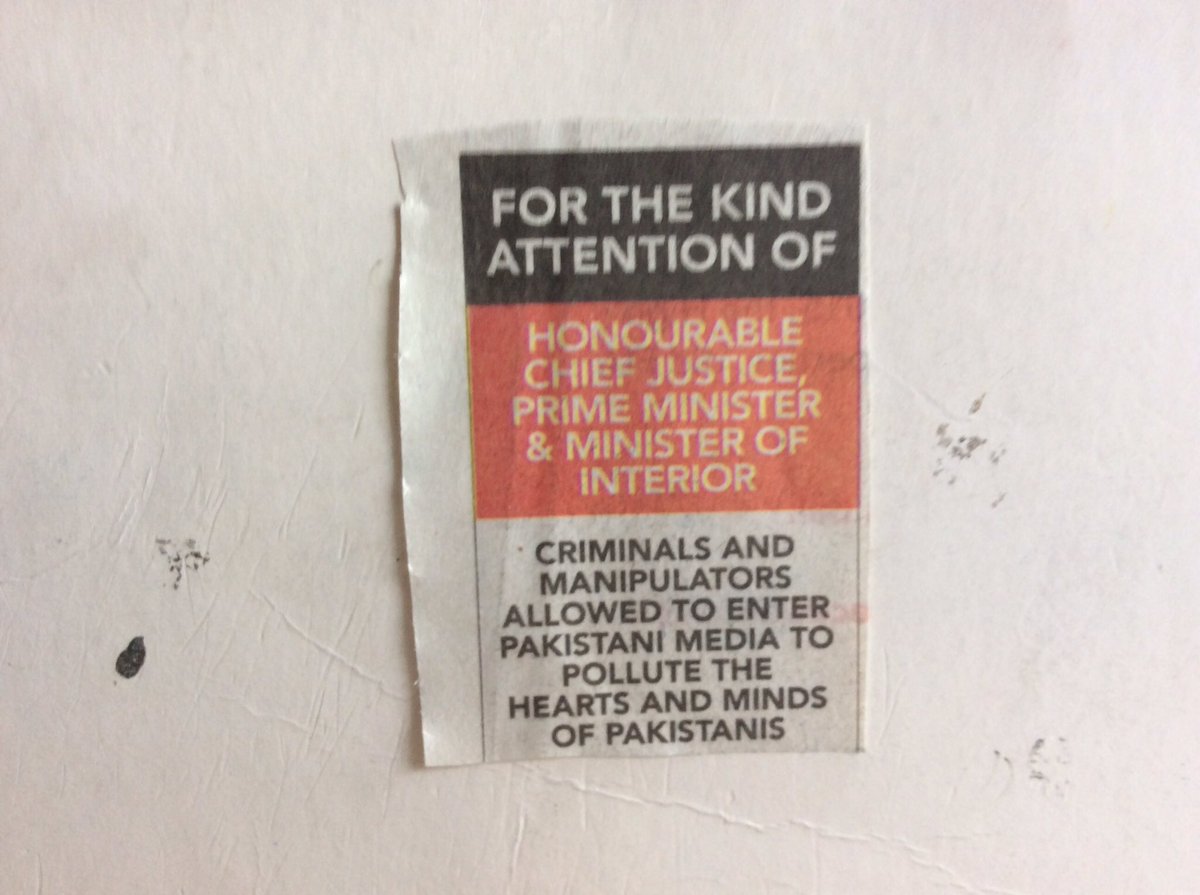 FOR THE KIND
ATTENTION OF
HONOURABLE
CHIEF JUSTICE,
PRIME MINISTER
& MINISTER OF
INTERIOR
CRIMINALS AND
MANIPULATORS
ALLOWED TO ENTER
PAKISTANI MEDIA TO
POLLUTE THE
HEARTS AND MINDS
OF PAKISTANIS